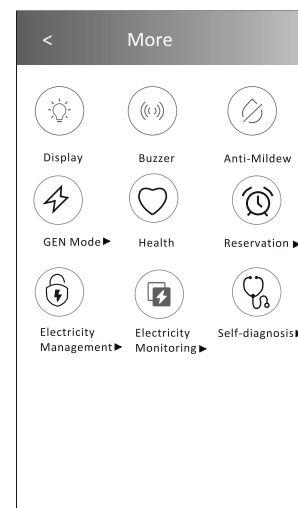 < More
Display Buzzer Anti-Mildew
GEN Mode▶ Health Reservation ▶
Electricity Electricity Self-diagnosis▶
Management▶ Monitoring ▶